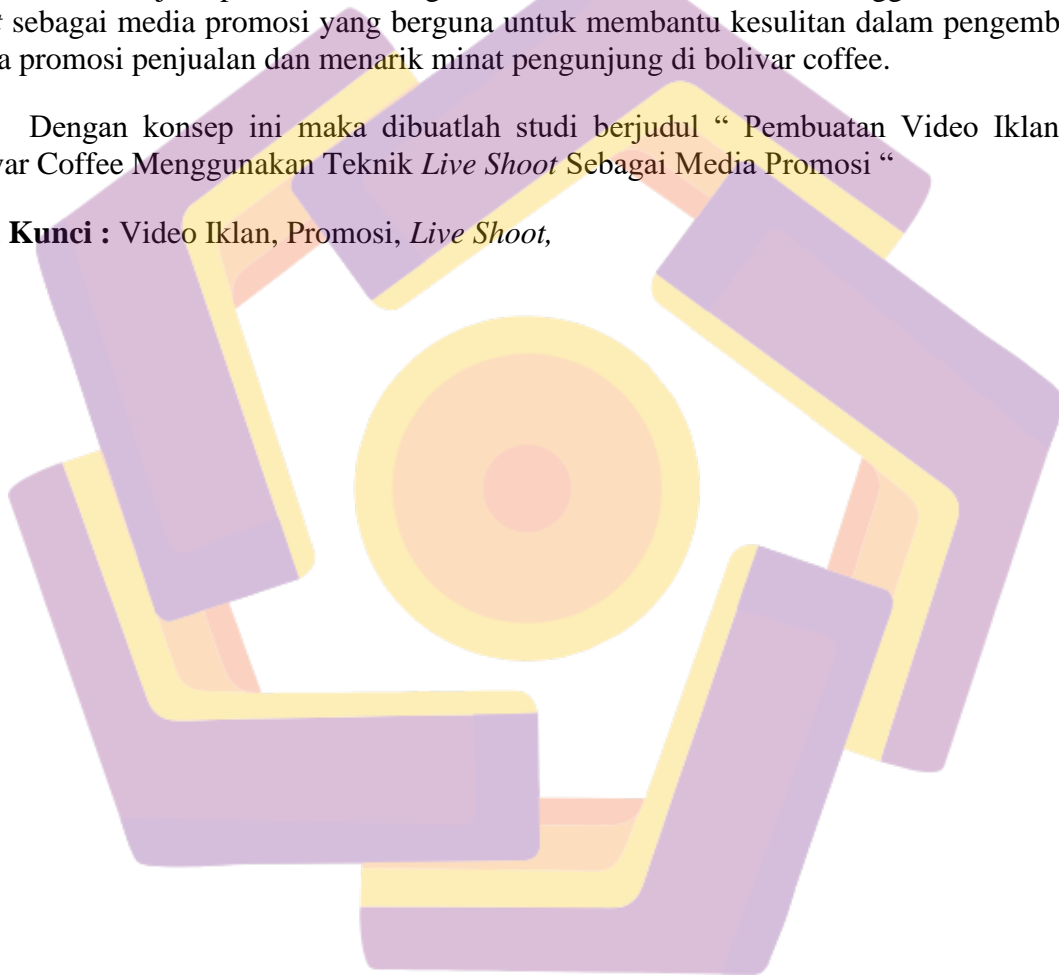 sebagai media promosi yang berguna untuk membantu kesulitan dalam pengemb
a promosi penjualan dan menarik minat pengunjung di bolivar coffee.
Dengan konsep ini maka dibuatlah studi berjudul “ Pembuatan Video Iklan
var Coffee Menggunakan Teknik Live Shoot Sebagai Media Promosi “
Kunci : Video Iklan, Promosi, Live Shoot,